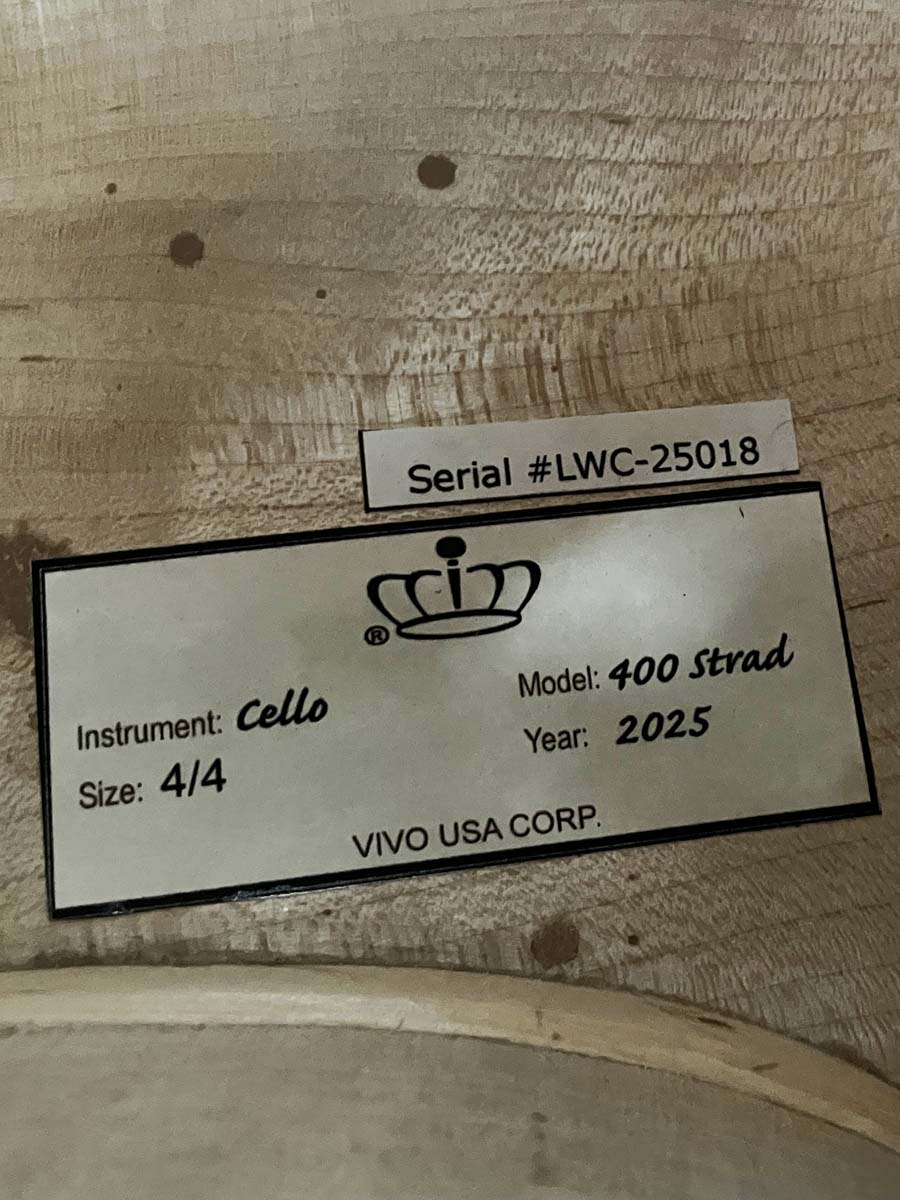 Serial #LWC-25018
®
Instrument: Cello
Model: 400 Strad
Size: 4/4
Year: 2025
VIVO USA CORP.